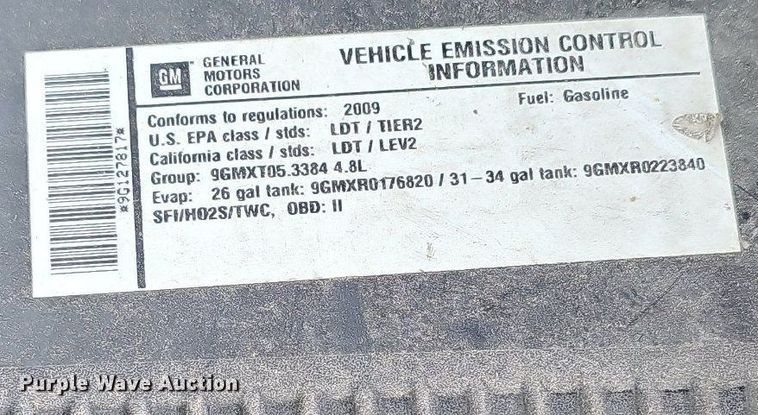 GM
GENERAL
MOTORS
CORPORATION
VEHICLE EMISSION CONTROL
INFORMATION
Conforms to regulations: 2009
Fuel: Gasoline
U.S. EPA class / stds: LDT / TIER2
California class / stds: LDT / LEV2
Group: 9GMXT05.3384 4.8L
Evap: 26 gal tank: 9GMXR0176820 / 31-34 gal tank: 9GMXR0223840
SFI/HO2S/TWC, OBD: II
*9G127817*
Purple Wave Auction